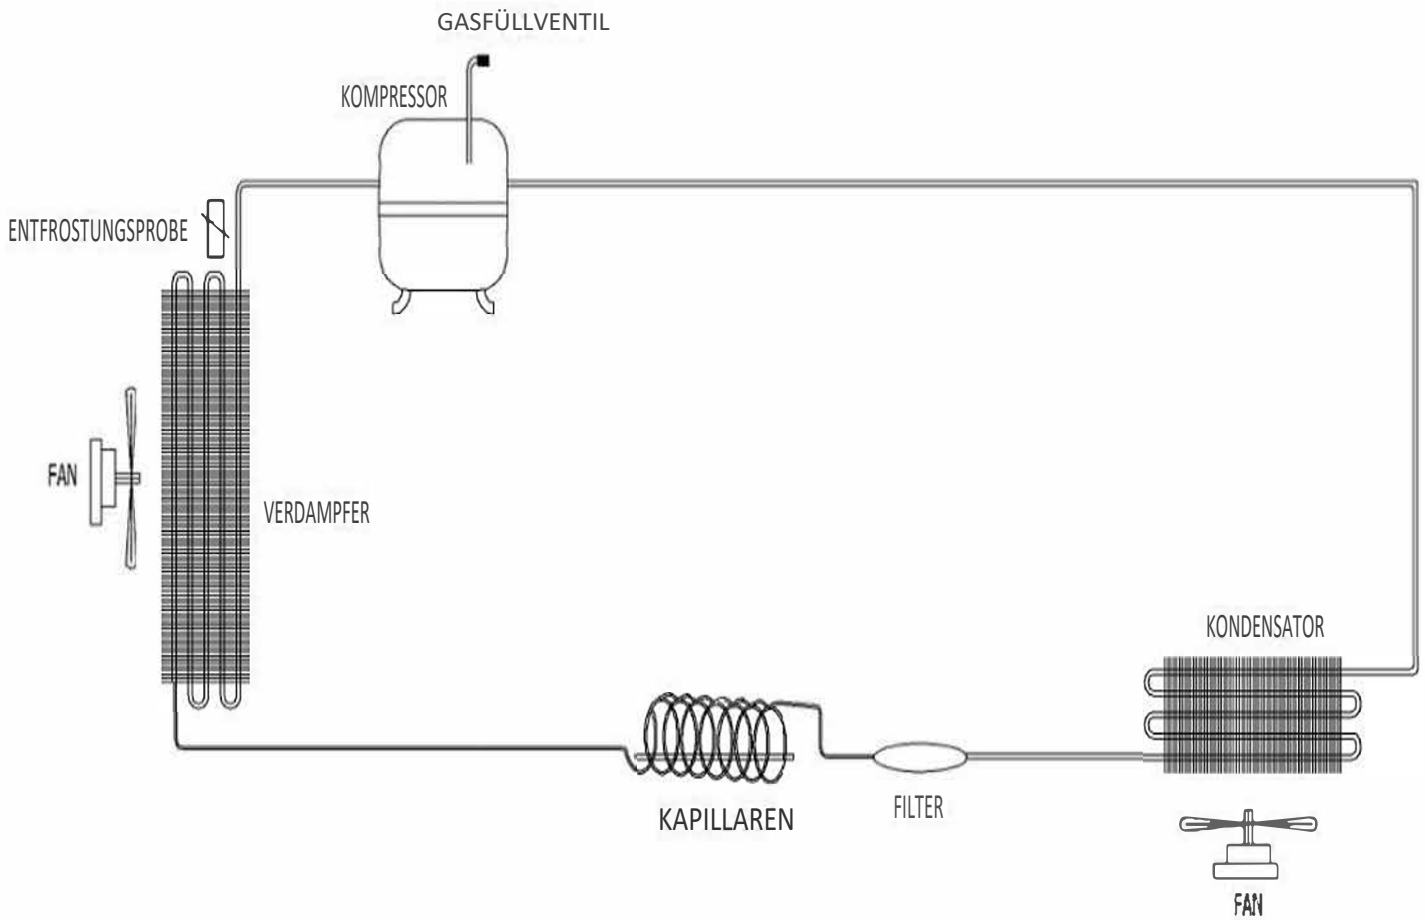 GASFÜLLVENTIL
KOMPRESSOR
ENTFROSTUNGSPROBE
FAN
VERDAMPFER
KONDENSATOR
KAPILLAREN
FILTER
FAN